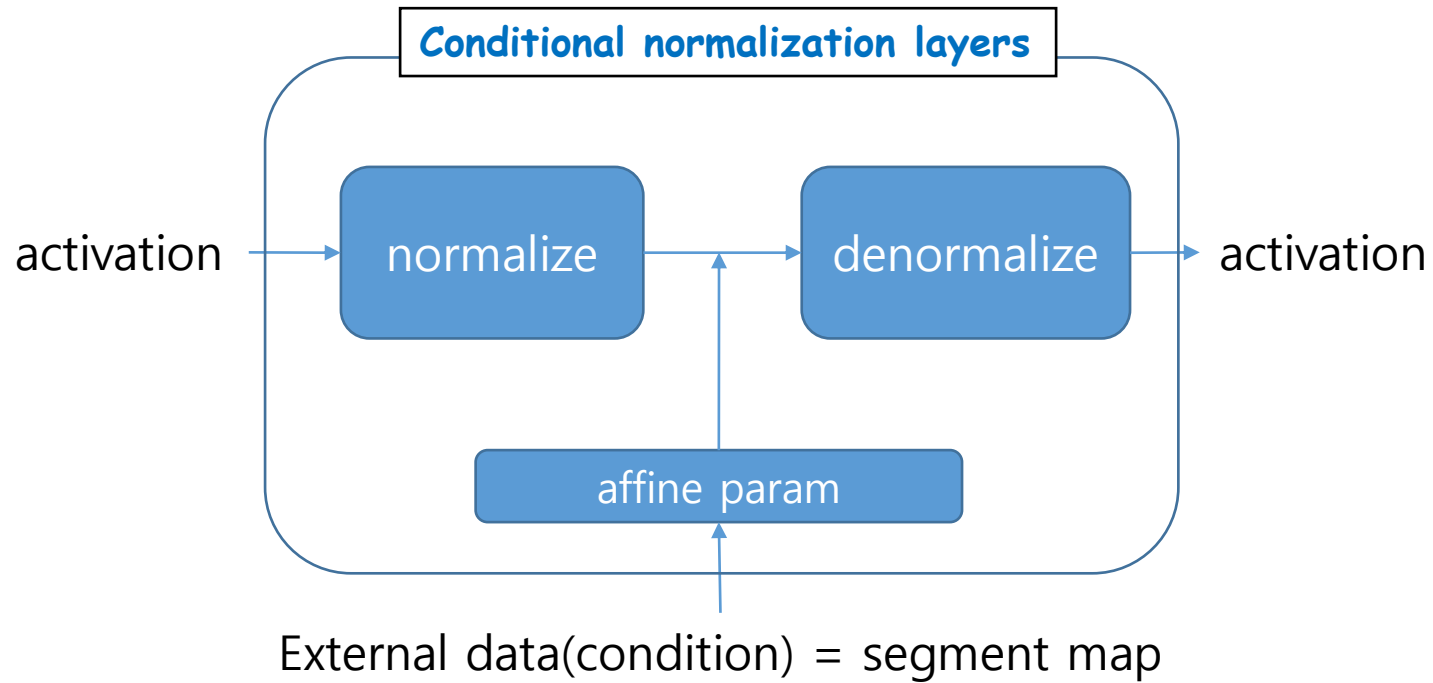 Conditional normalization layers
activation
normalize
denormalize
activation
affine param
External data(condition) = segment map